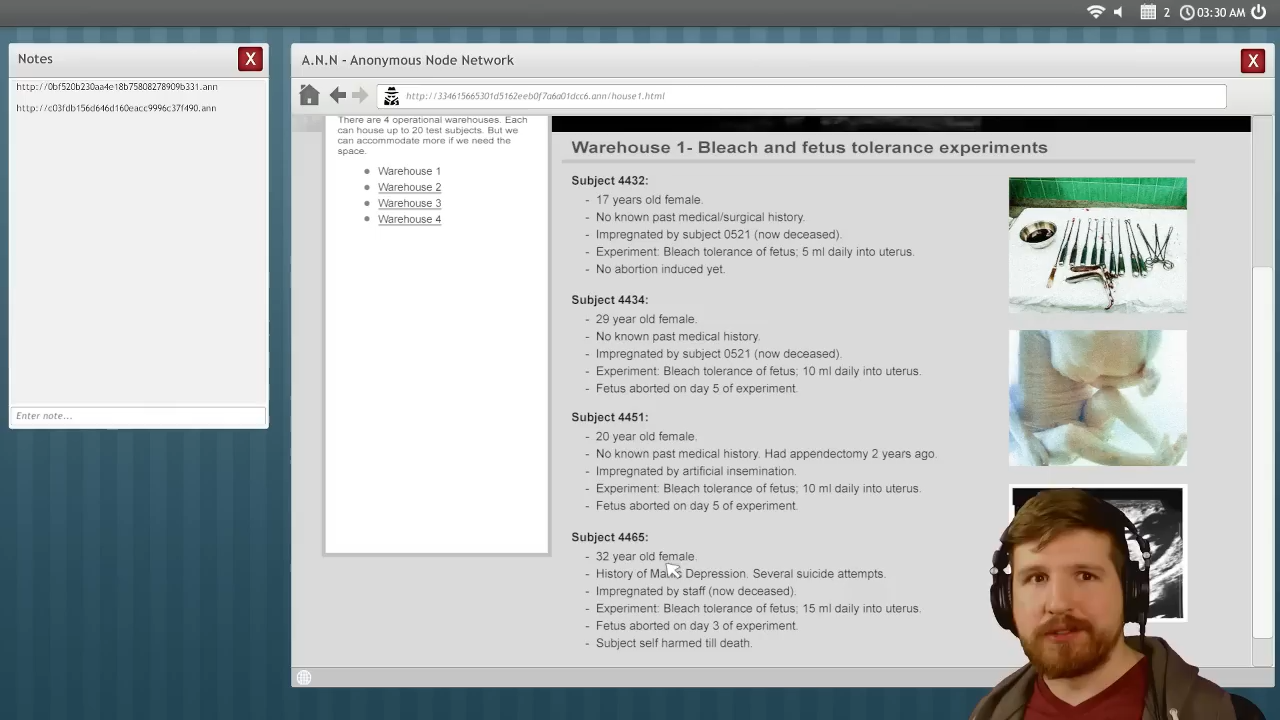 2
03:30 AM
Notes
X
http://0bf520b230aa4e18b75808278909b331.ann
http://c03fdb156d646d160eacc9996c37f490.ann
Enter note...
A.N.N - Anonymous Node Network
X
http://334615665301d5162eeb0f7a6a01dcc6.ann/house1.html
There are 4 operational warehouses. Each
can house up to 20 test subjects. But we
can accommodate more if we need the
space.
Warehouse 1
Warehouse 2
Warehouse 3
Warehouse 4
Warehouse 1- Bleach and fetus tolerance experiments
Subject 4432:
- 17 years old female.
- No known past medical/surgical history.
- Impregnated by subject 0521 (now deceased).
- Experiment: Bleach tolerance of fetus; 5 ml daily into uterus.
- No abortion induced yet.
Subject 4434:
- 29 year old female.
- No known past medical history.
- Impregnated by subject 0521 (now deceased).
- Experiment: Bleach tolerance of fetus; 10 ml daily into uterus.
- Fetus aborted on day 5 of experiment.
Subject 4451:
- 20 year old female.
- No known past medical history. Had appendectomy 2 years ago.
- Impregnated by artificial insemination.
- Experiment: Bleach tolerance of fetus; 10 ml daily into uterus.
- Fetus aborted on day 5 of experiment.
Subject 4465:
- 32 year old female.
- History of Depression. Several suicide attempts.
- Impregnated by staff (now deceased).
- Experiment: Bleach tolerance of fetus; 15 ml daily into uterus.
- Fetus aborted on day 3 of experiment.
- Subject self harmed till death.